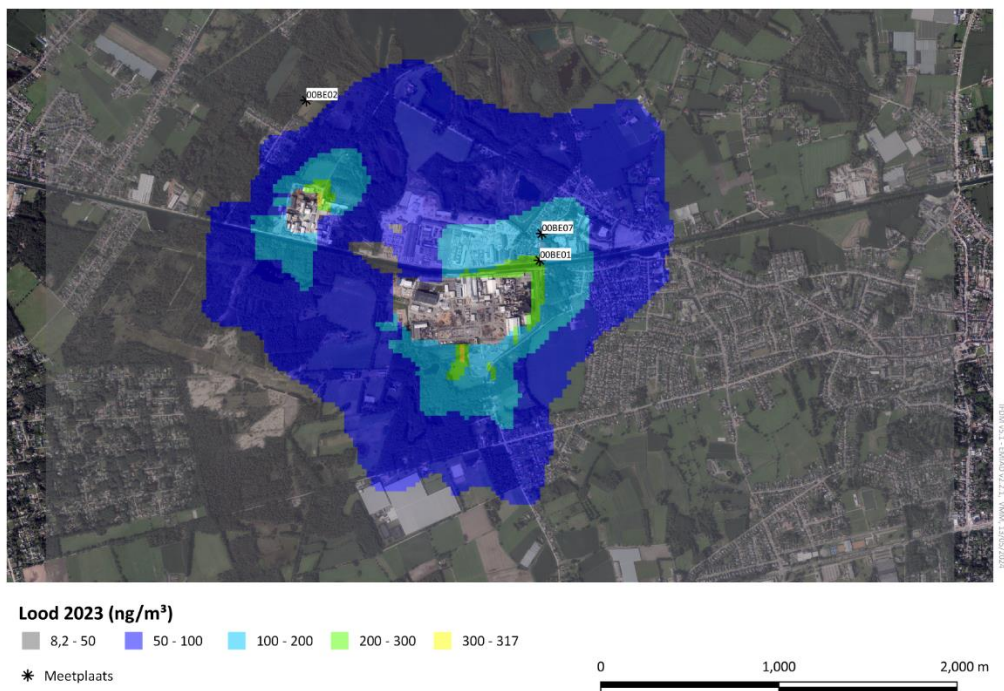 00BE02
00BE07
00BE01
Lood 2023 (ng/m³)
8,2 - 50
50 - 100
100 - 200
200 - 300
300 - 317
Meetplaats
0
1,000
2,000 m